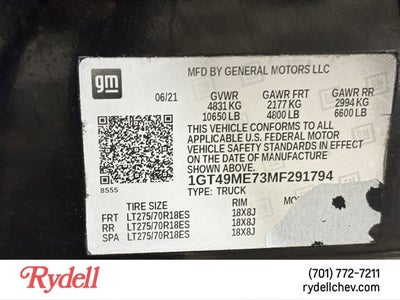 gm
MFD BY GENERAL MOTORS LLC
06/21 GVWR GAWR FRT GAWR RR
4831KG 2177 KG 2994 KG
10650 LB 4800 LB 6600 LB
THIS VEHICLE CONFORMS TO ALL
APPLICABLE U.S. FEDERAL MOTOR
VEHICLE SAFETY STANDARDS IN EFFECT
ON THE DATE OF MANUFACTURE
SHOWN ABOVE.
1GT49ME73MF291794
TYPE: TRUCK
8555
TIRE SIZE RIM
FRT LT275/70R18ES 18X8J
RR LT275/70R18ES 18X8J
SPA LT275/70R18ES 18X8J
Rydell
(701) 772-7211
rydellchev.com